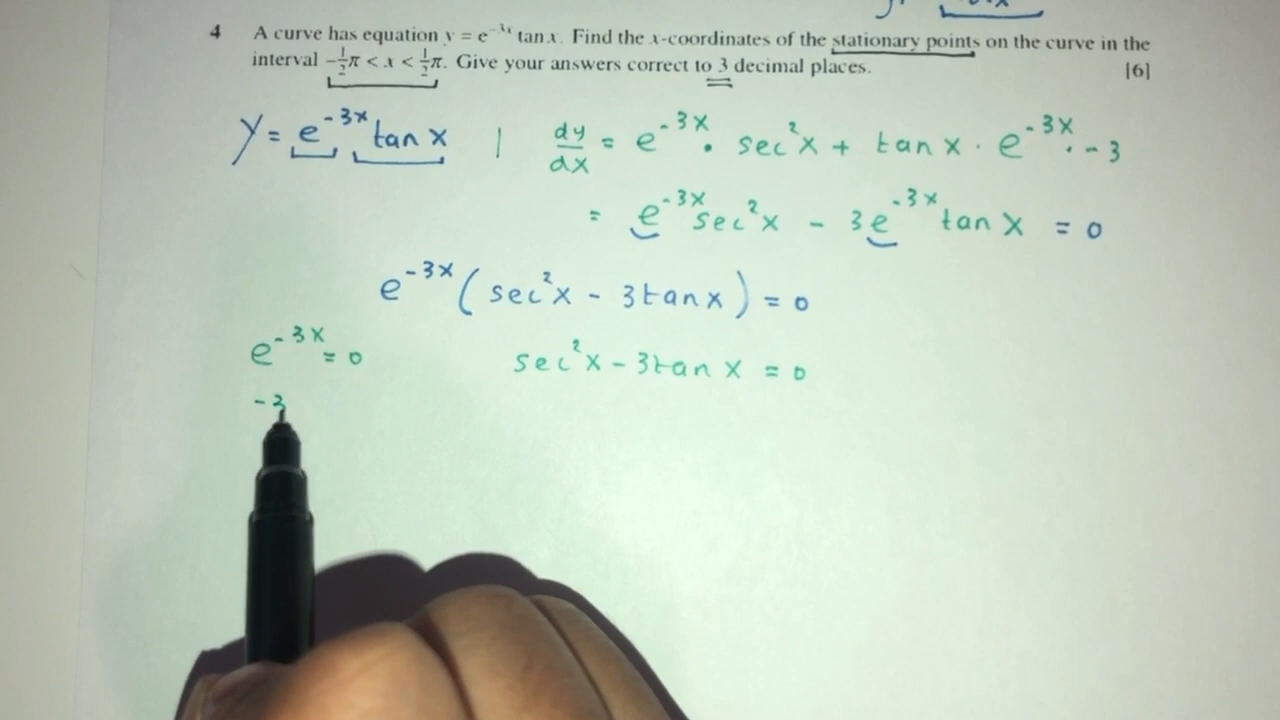 4 A curve has equation y = e⁻³ˣ tan x. Find the x-coordinates of the stationary points on the curve in the
interval −½π < x < ½π. Give your answers correct to 3 decimal places. [6]
y = e⁻³ˣ tan x | dy/dx = e⁻³ˣ · sec²x + tan x · e⁻³ˣ · -3
= e⁻³ˣ sec²x - 3e⁻³ˣ tan x = 0
e⁻³ˣ ( sec²x - 3tan x ) = 0
e⁻³ˣ = 0 sec²x - 3tan x = 0
-3